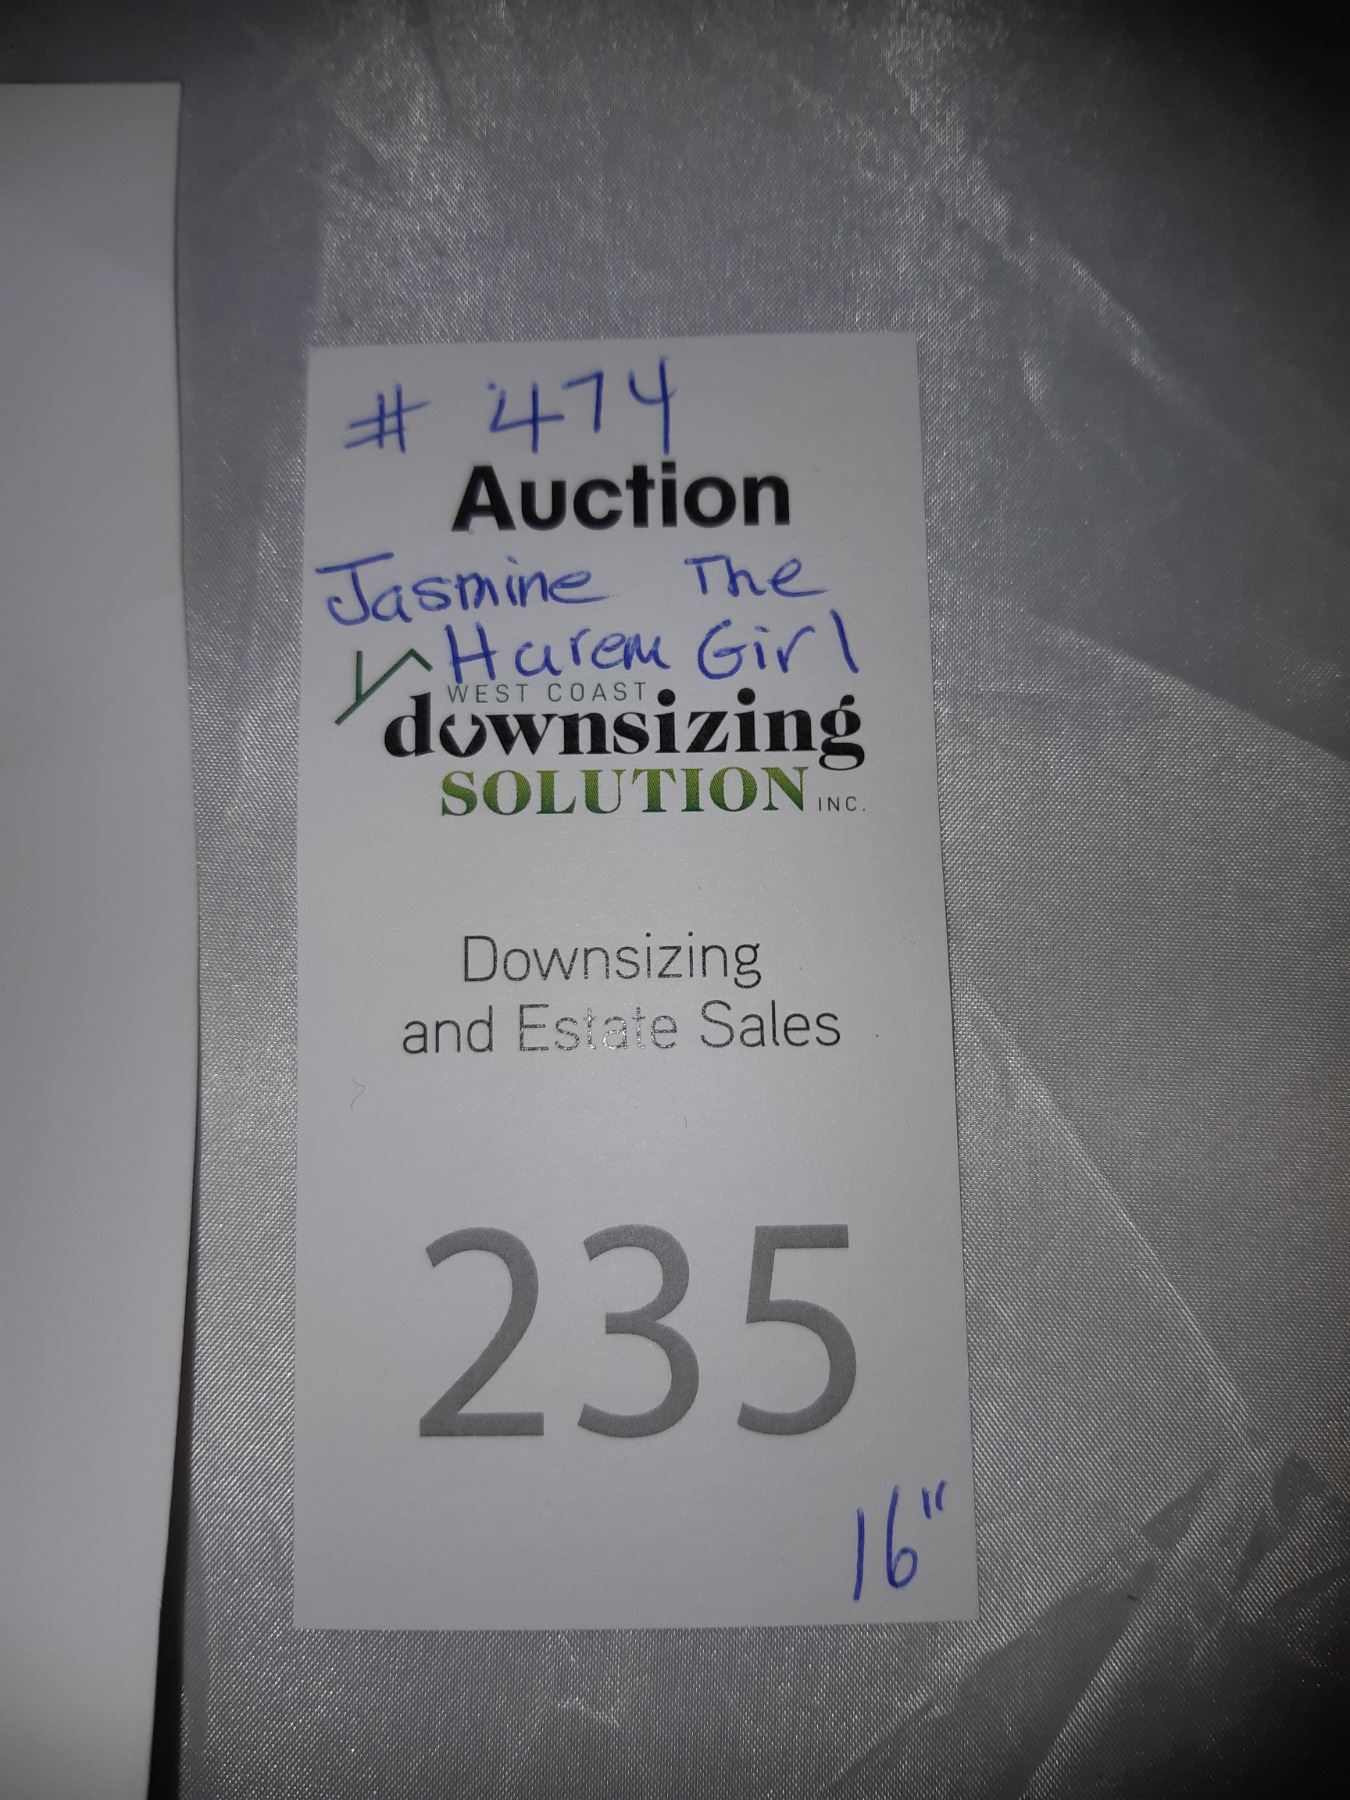 # 474
Auction
Jasmine The
Harem Girl
WEST COAST
downsizing
SOLUTION INC.
Downsizing
and Estate Sales
235
16"